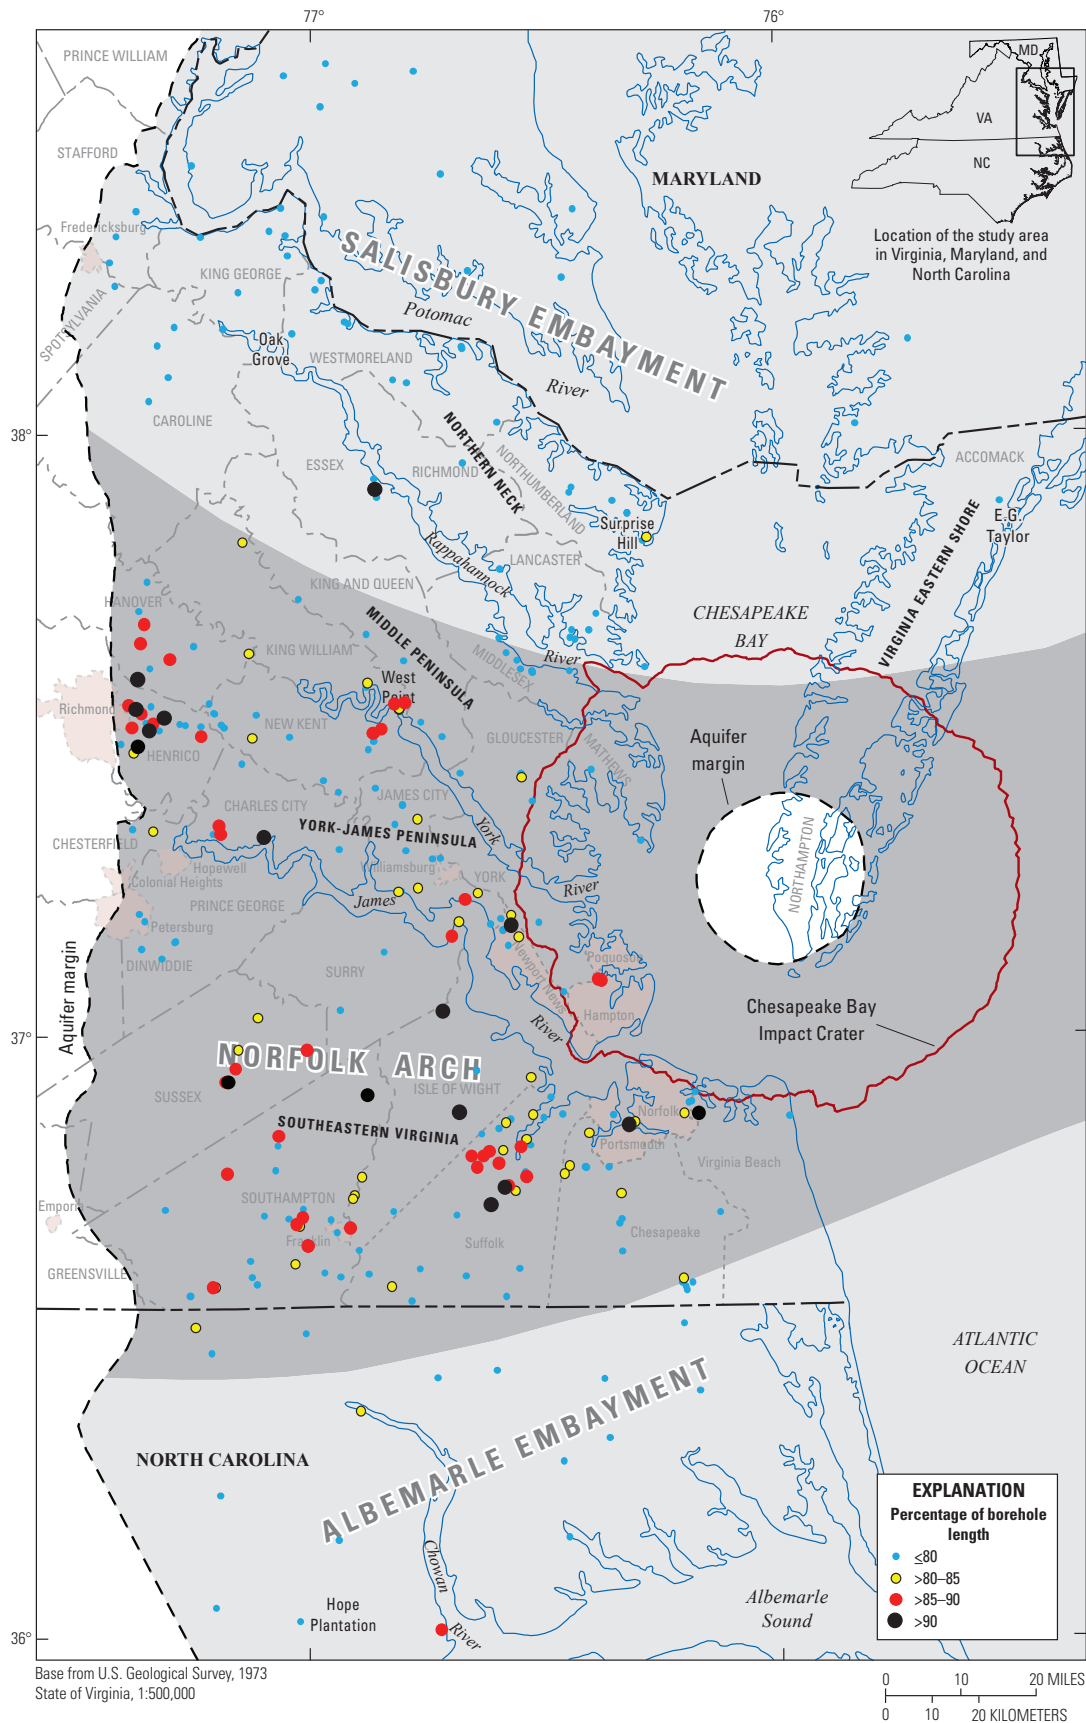 77°
76°
PRINCE WILLIAM
MD
VA
NC
STAFFORD
MARYLAND
Location of the study area
in Virginia, Maryland, and
North Carolina
Fredericksburg
KING GEORGE
SALISBURY EMBAYMENT
SPOTSYLVANIA
Potomac
River
Oak
Grove
WESTMORELAND
CAROLINE
38°
NORTHERN NECK
ESSEX
RICHMOND
NORTHUMBERLAND
ACCOMACK
E.G.
Taylor
Surprise
Hill
VIRGINIA EASTERN SHORE
Rappahannock
River
LANCASTER
KING AND QUEEN
HANOVER
CHESAPEAKE
BAY
MIDDLE PENINSULA
KING WILLIAM
MIDDLESEX
West
Point
Richmond
NEW KENT
GLOUCESTER
MATHEWS
Aquifer
margin
HENRICO
CHARLES CITY
JAMES CITY
YORK-JAMES PENINSULA
York
River
CHESTERFIELD
Hopewell
Colonial Heights
Williamsburg
YORK
NORTHAMPTON
PRINCE GEORGE
James
River
Petersburg
DINWIDDIE
SURRY
Newport News
Poquoson
Hampton
Aquifer margin
Chesapeake Bay
Impact Crater
37°
NORFOLK ARCH
ISLE OF WIGHT
SUSSEX
SOUTHEASTERN VIRGINIA
Norfolk
Portsmouth
Virginia Beach
Emporia
SOUTHAMPTON
Franklin
Suffolk
Chesapeake
GREENSVILLE
ATLANTIC
OCEAN
ALBEMARLE EMBAYMENT
NORTH CAROLINA
Chowan
River
Hope
Plantation
Albemarle
Sound
36°
EXPLANATION
Percentage of borehole
length
≤80
>80–85
>85–90
>90
Base from U.S. Geological Survey, 1973
State of Virginia, 1:500,000
0 10 20 MILES
0 10 20 KILOMETERS